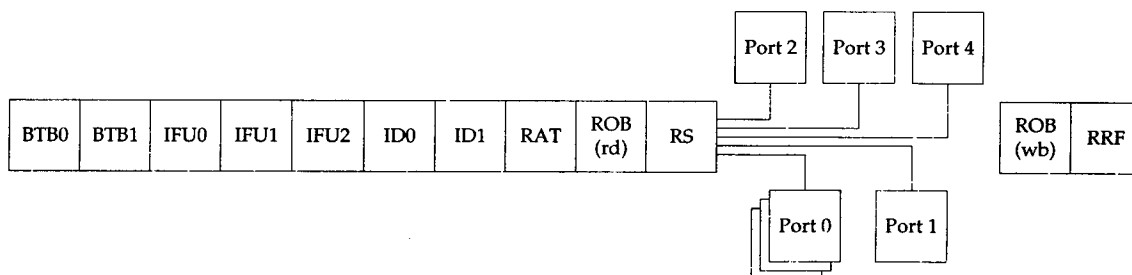 Port 2
Port 3
Port 4
BTB0
BTB1
IFU0
IFU1
IFU2
ID0
ID1
RAT
ROB
(rd)
RS
ROB
(wb)
RRF
Port 0
Port 1